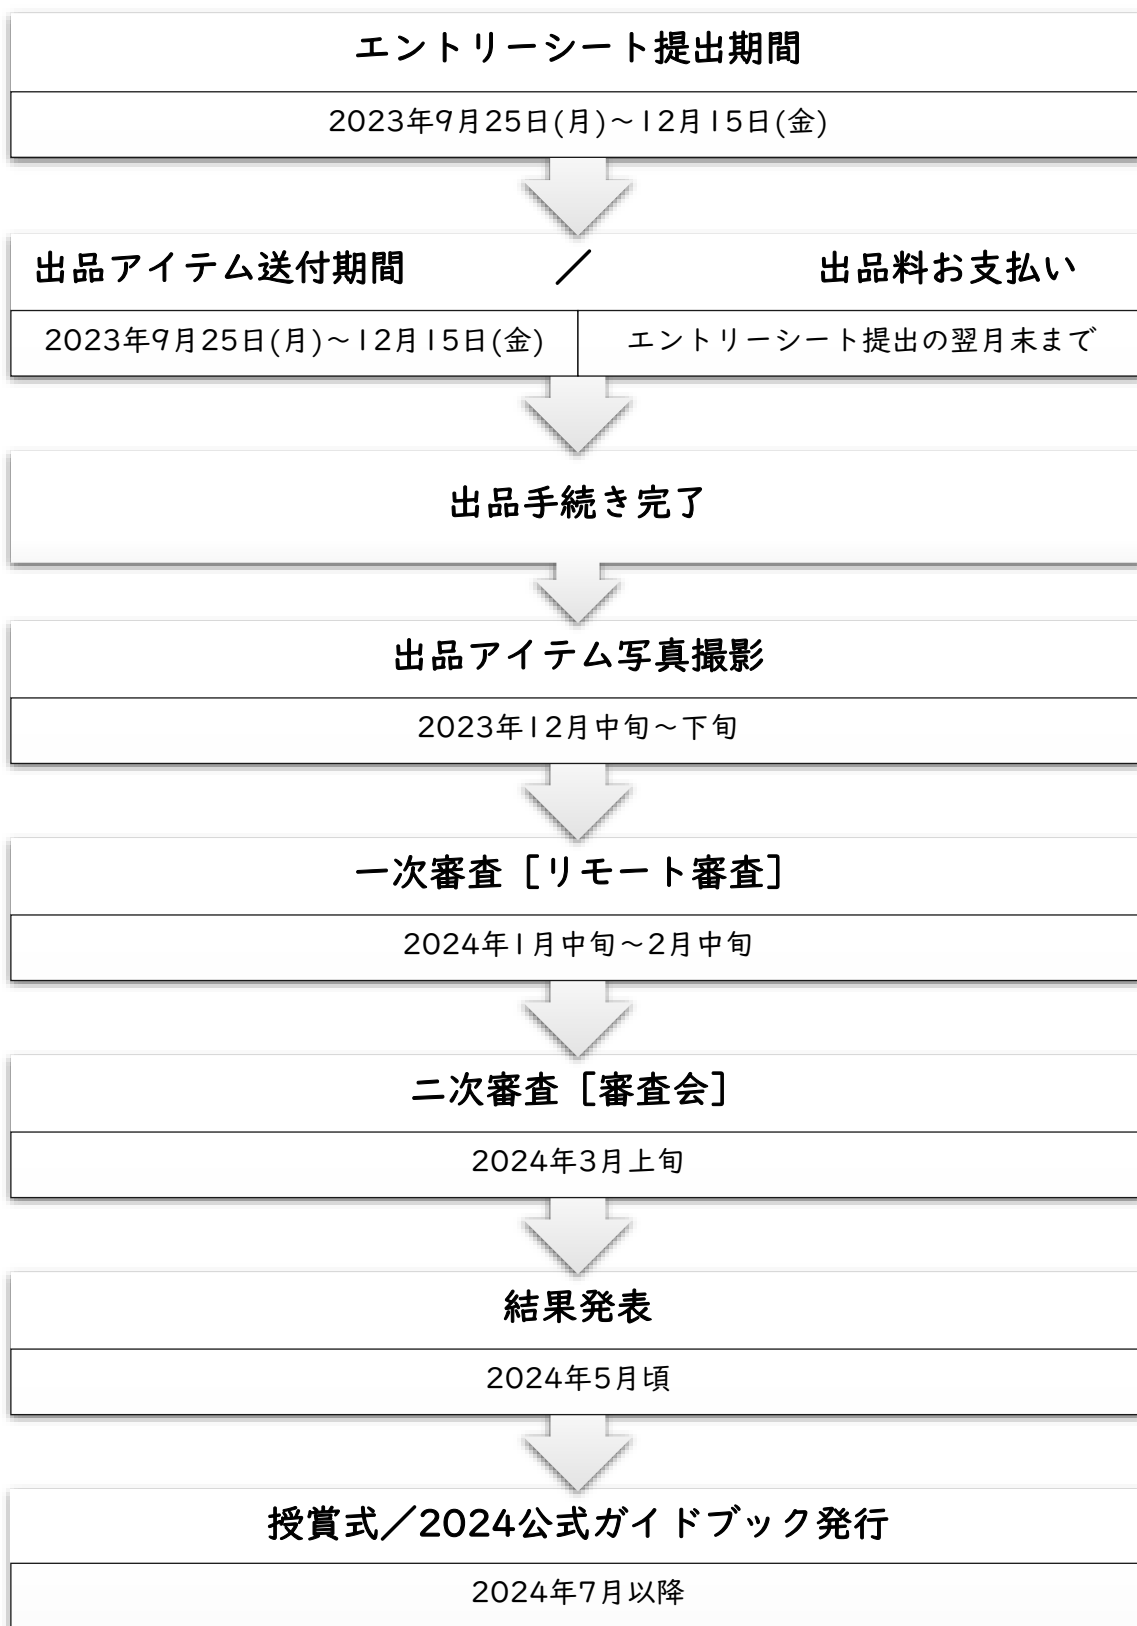 エントリーシート提出期間
2023年9月25日(月)～12月15日(金)
出品アイテム送付期間 ／ 出品料お支払い
2023年9月25日(月)～12月15日(金) エントリーシート提出の翌月末まで
出品手続き完了
出品アイテム写真撮影
2023年12月中旬～下旬
一次審査［リモート審査］
2024年1月中旬～2月中旬
二次審査［審査会］
2024年3月上旬
結果発表
2024年5月頃
授賞式／2024公式ガイドブック発行
2024年7月以降